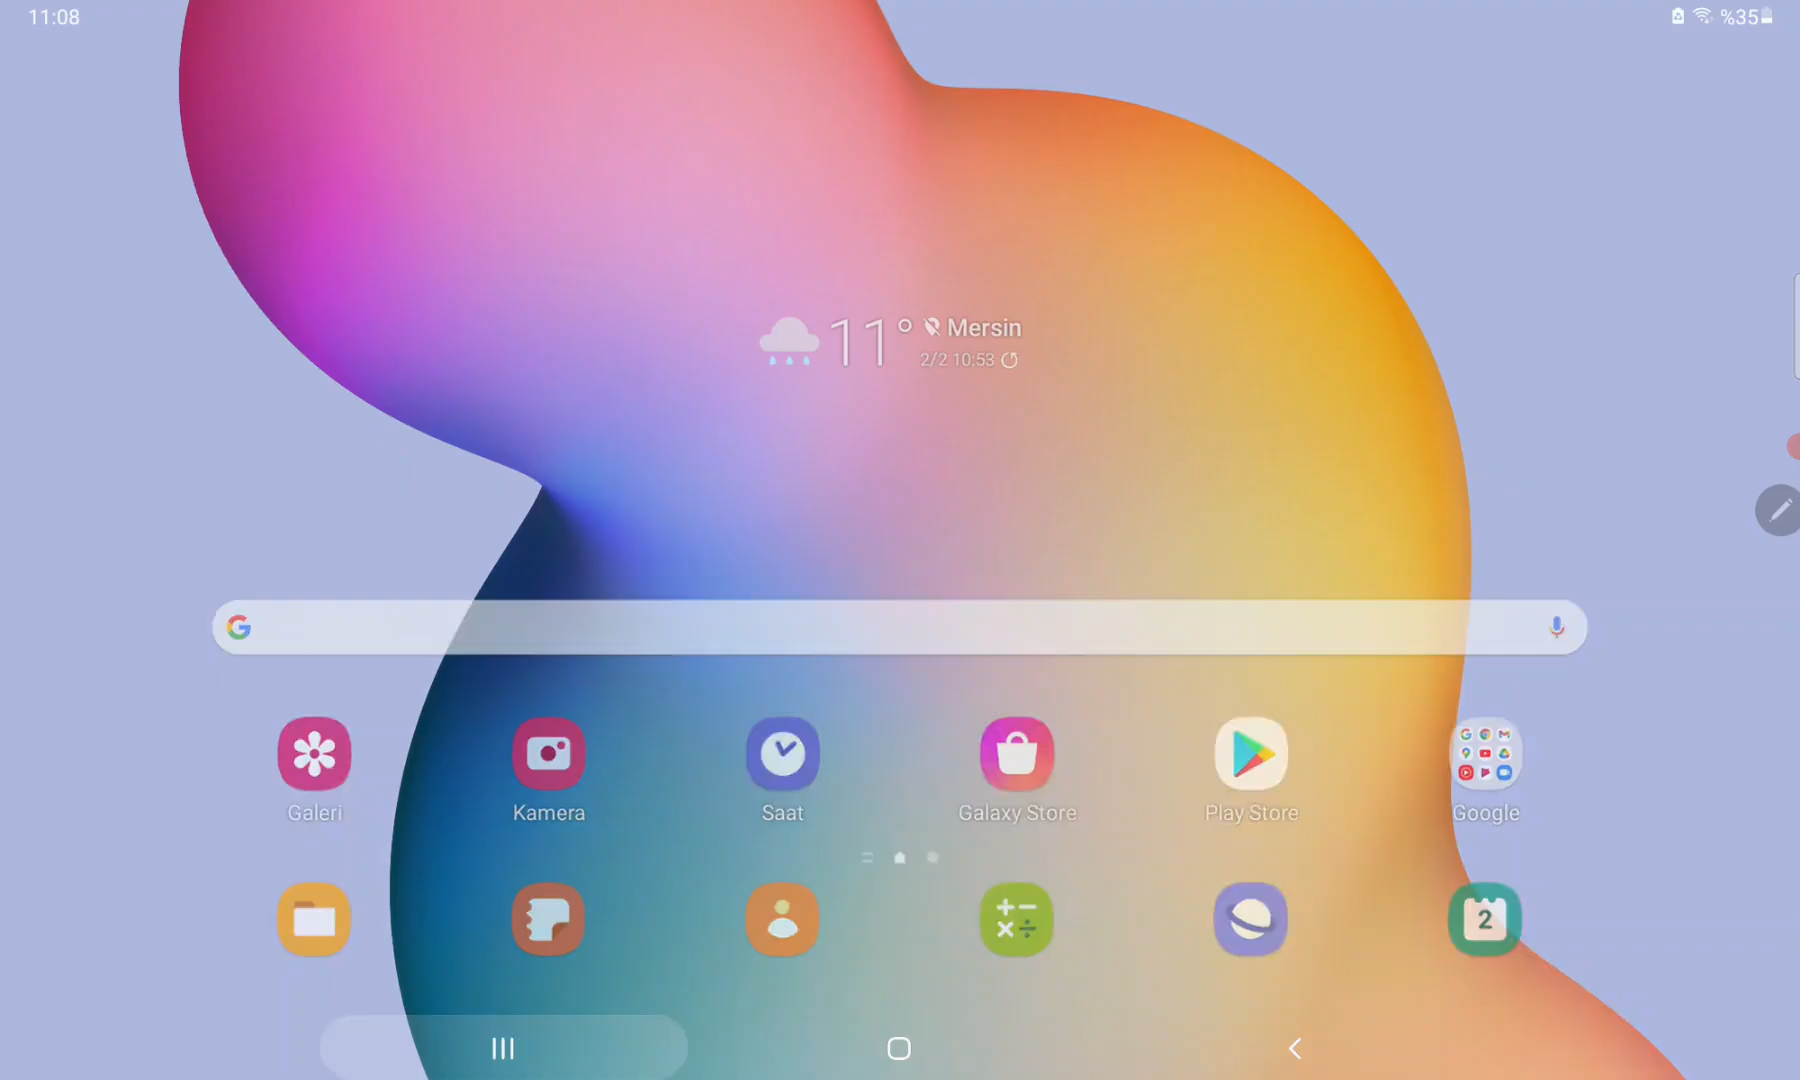 11:08
%35
11°
Mersin
2/2 10:53
Galeri
Kamera
Saat
Galaxy Store
Play Store
Google
2